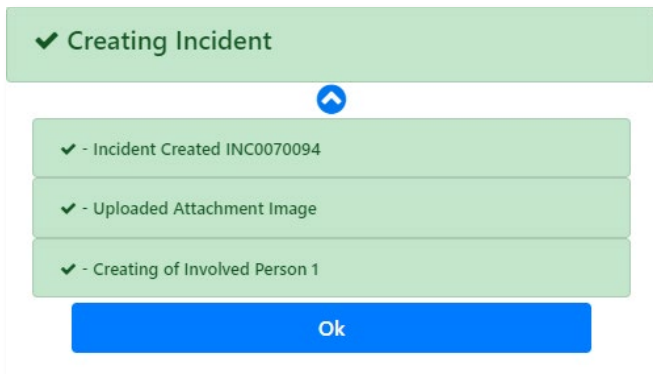 Creating Incident
- Incident Created INC0070094
- Uploaded Attachment Image
- Creating of Involved Person 1
Ok